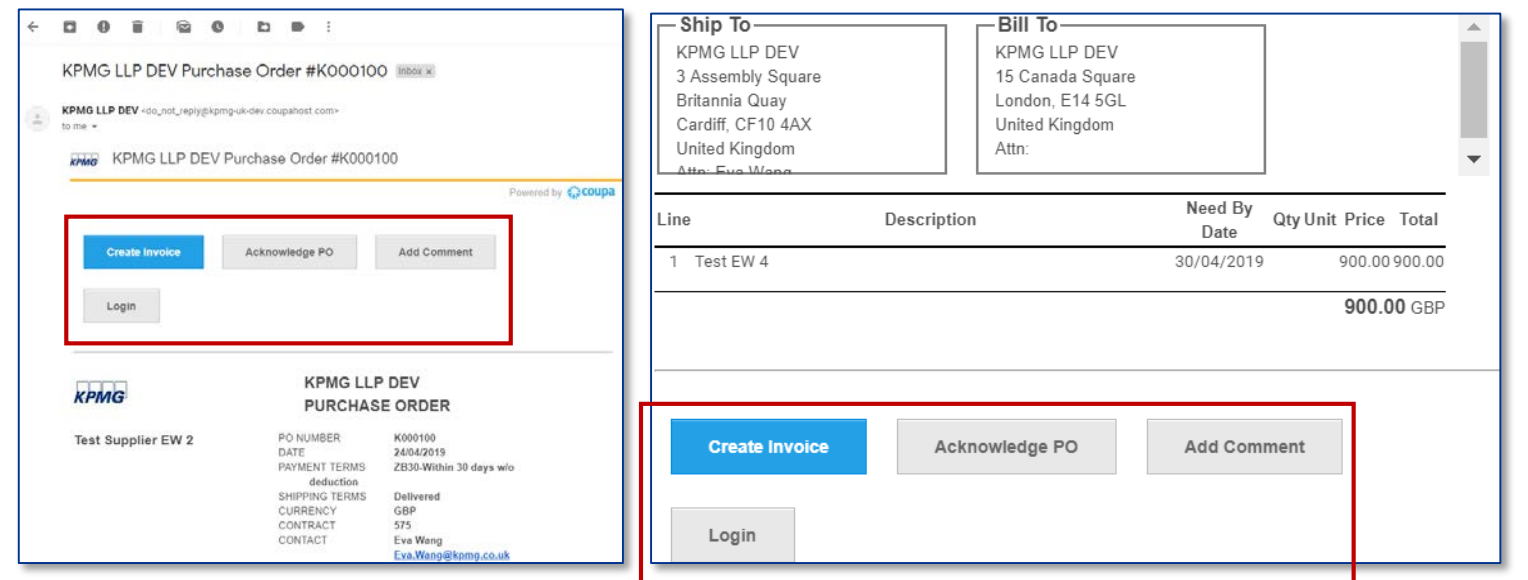 KPMG LLP DEV Purchase Order #K000100 Inbox x
KPMG LLP DEV <do_not_reply@kpmg-uk-dev.coupahost.com>
to me
KPMG KPMG LLP DEV Purchase Order #K000100
Powered by coupa
Create Invoice Acknowledge PO Add Comment
Login
KPMG
KPMG LLP DEV
PURCHASE ORDER
Test Supplier EW 2
PO NUMBER K000100
DATE 24/04/2019
PAYMENT TERMS ZB30-Within 30 days w/o
deduction
SHIPPING TERMS Delivered
CURRENCY GBP
CONTRACT 575
CONTACT Eva Wang
Eva.Wang@kpmg.co.uk
Ship To
KPMG LLP DEV
3 Assembly Square
Britannia Quay
Cardiff, CF10 4AX
United Kingdom
Attn: Eva Wang
Bill To
KPMG LLP DEV
15 Canada Square
London, E14 5GL
United Kingdom
Attn:
Line Description Need By Date Qty Unit Price Total
1 Test EW 4 30/04/2019 900.00 900.00
900.00 GBP
Create Invoice Acknowledge PO Add Comment
Login